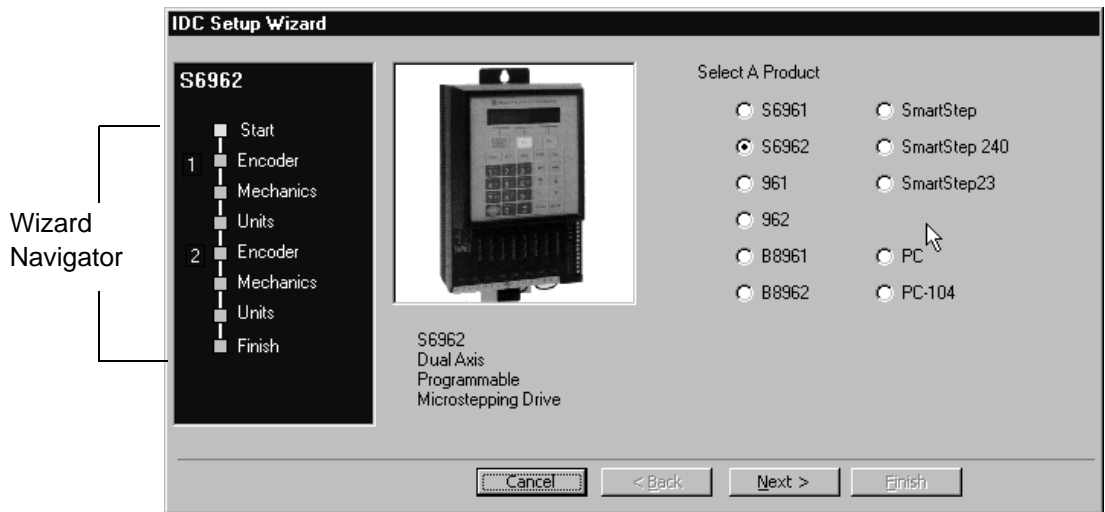 IDC Setup Wizard
S6962
Start
1 Encoder
Mechanics
Units
2 Encoder
Mechanics
Units
Finish
Wizard
Navigator
S6962
Dual Axis
Programmable
Microstepping Drive
Select A Product
S6961 SmartStep
S6962 SmartStep 240
961 SmartStep23
962
B8961 PC
B8962 PC-104
Cancel < Back Next > Finish